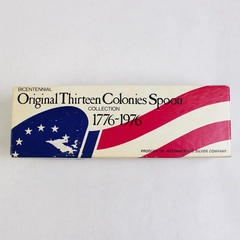 BICENTENNIAL
Original Thirteen Colonies Spoon
COLLECTION
1776-1976
PRODUCED BY INTERNATIONAL SILVER COMPANY